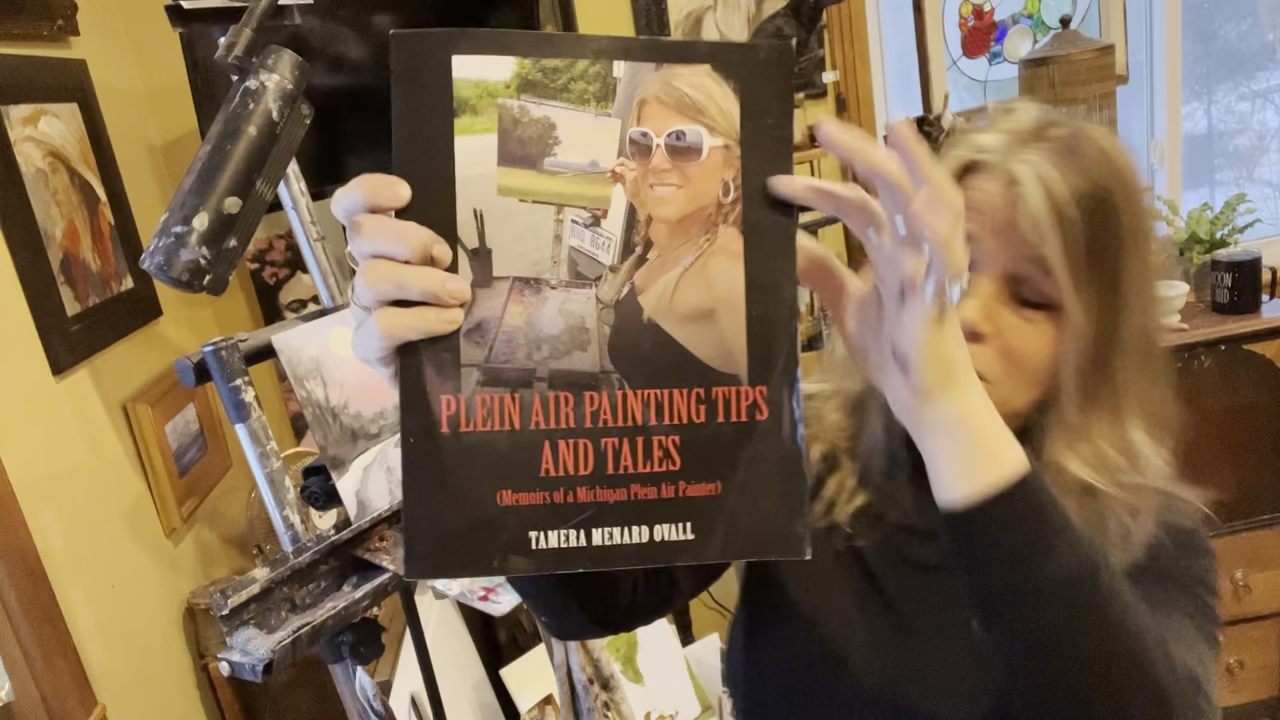 PLEIN AIR PAINTING TIPS
AND TALES
(Memoirs of a Michigan Plein Air Painter)
TAMERA MENARD OVALL